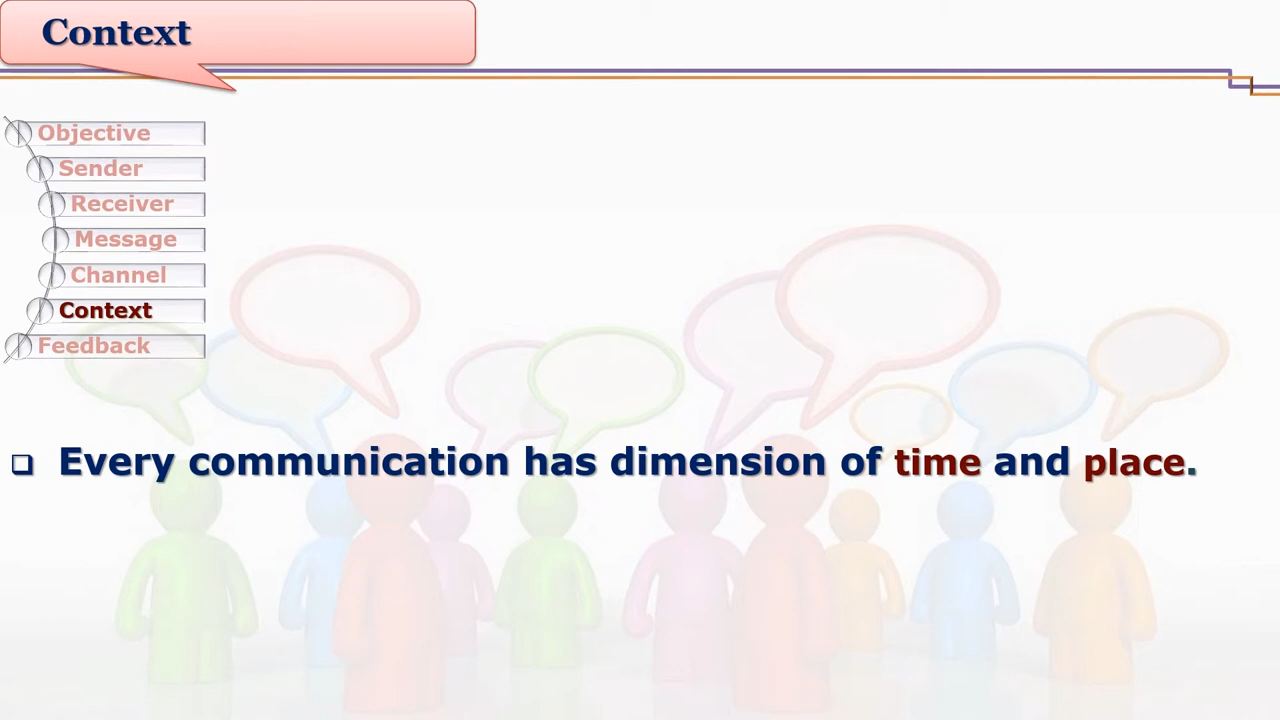 Context
Objective
Sender
Receiver
Message
Channel
Context
Feedback
Every communication has dimension of time and place.